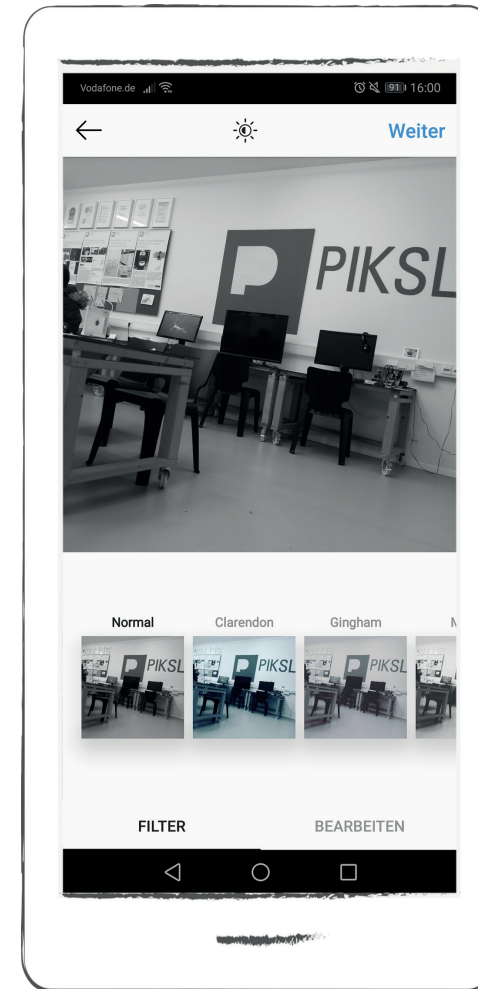 Vodafone.de 91 16:00
Weiter
PIKSL
Normal Clarendon Gingham M
PIKSL PIKSL PIKSL
FILTER BEARBEITEN